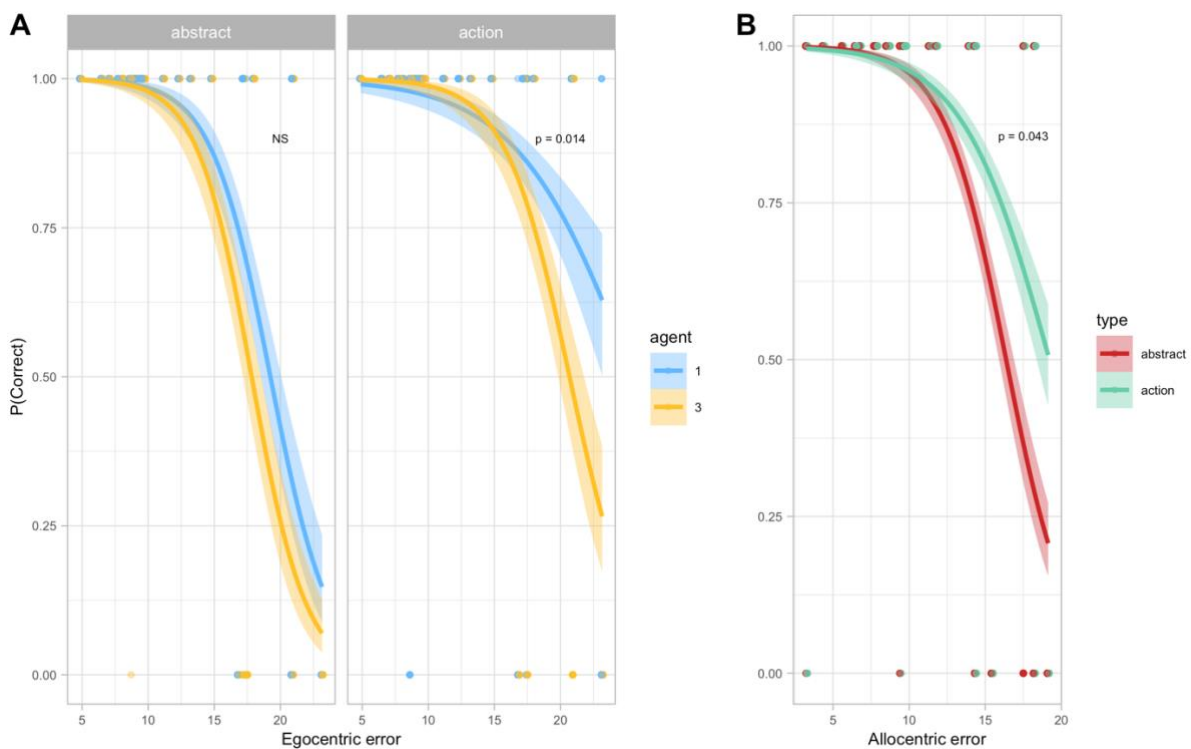 A
abstract
action
P(Correct)
1.00
0.75
0.50
0.25
0.00
NS
p = 0.014
5
10
15
20
5
10
15
20
Egocentric error
agent
1
3
B
1.00
0.75
0.50
0.25
0.00
p = 0.043
5
10
15
20
Allocentric error
type
abstract
action